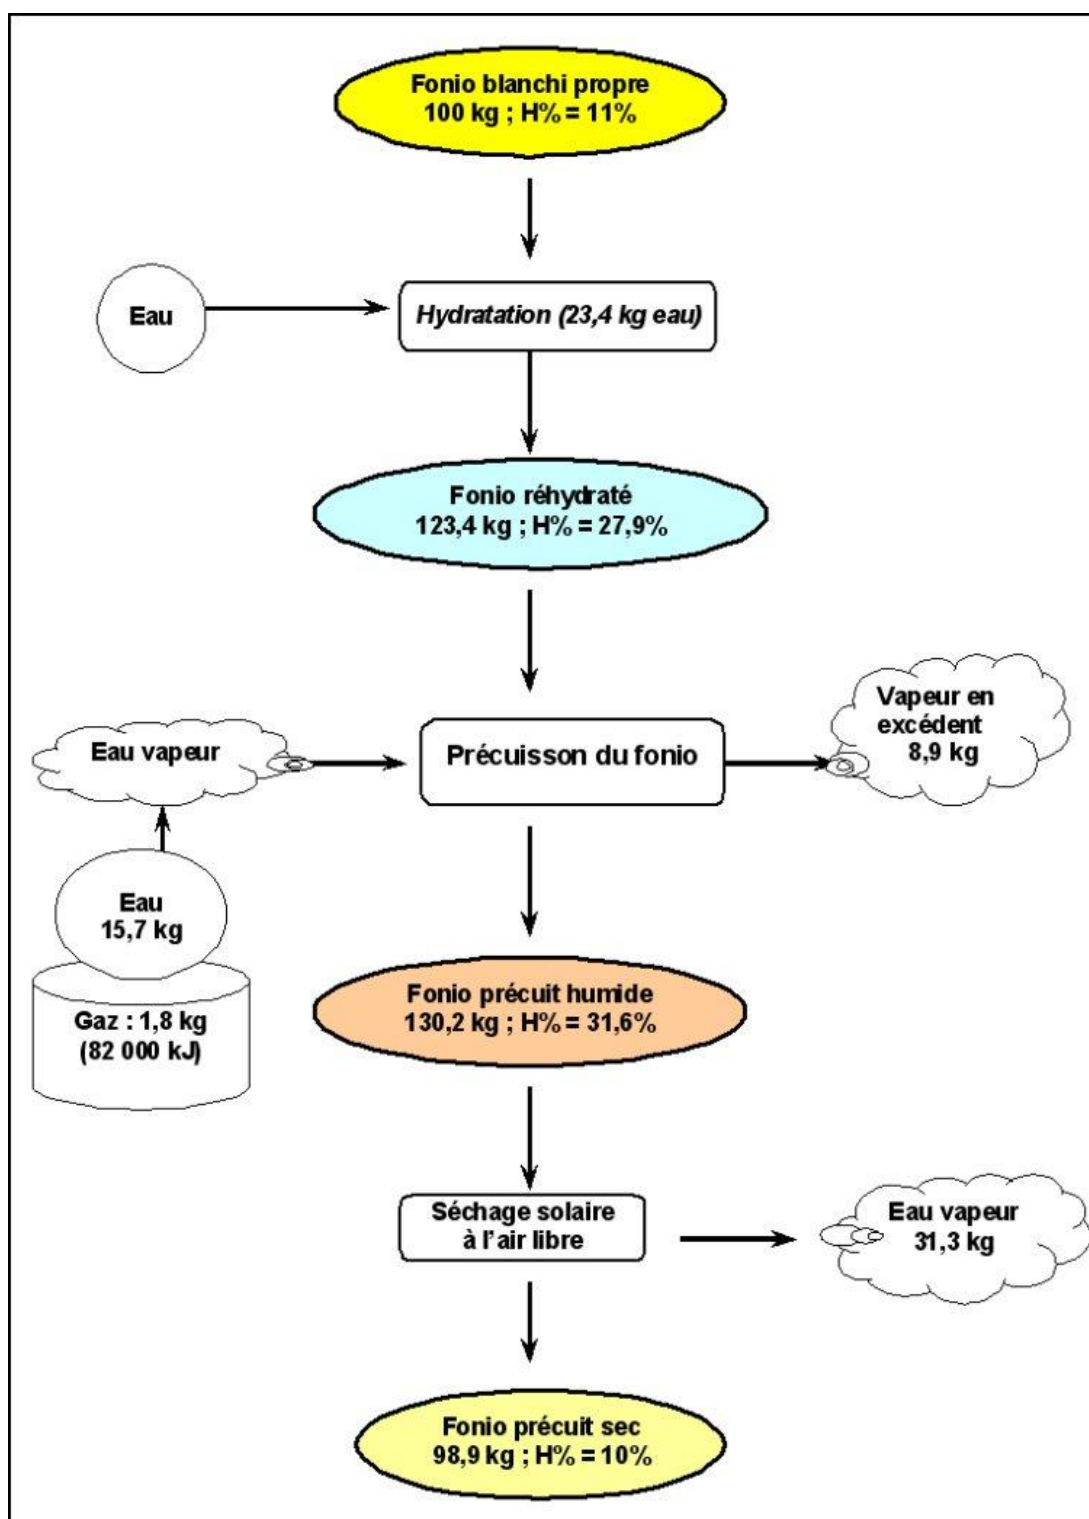 Fonio blanchi propre
100 kg ; H% = 11%
Eau
Hydratation (23,4 kg eau)
Fonio réhydraté
123,4 kg ; H% = 27,9%
Eau vapeur
Précuisson du fonio
Vapeur en
excédent
8,9 kg
Eau
15,7 kg
Gaz : 1,8 kg
(82 000 kJ)
Fonio précuit humide
130,2 kg ; H% = 31,6%
Séchage solaire
à l'air libre
Eau vapeur
31,3 kg
Fonio précuit sec
98,9 kg ; H% = 10%